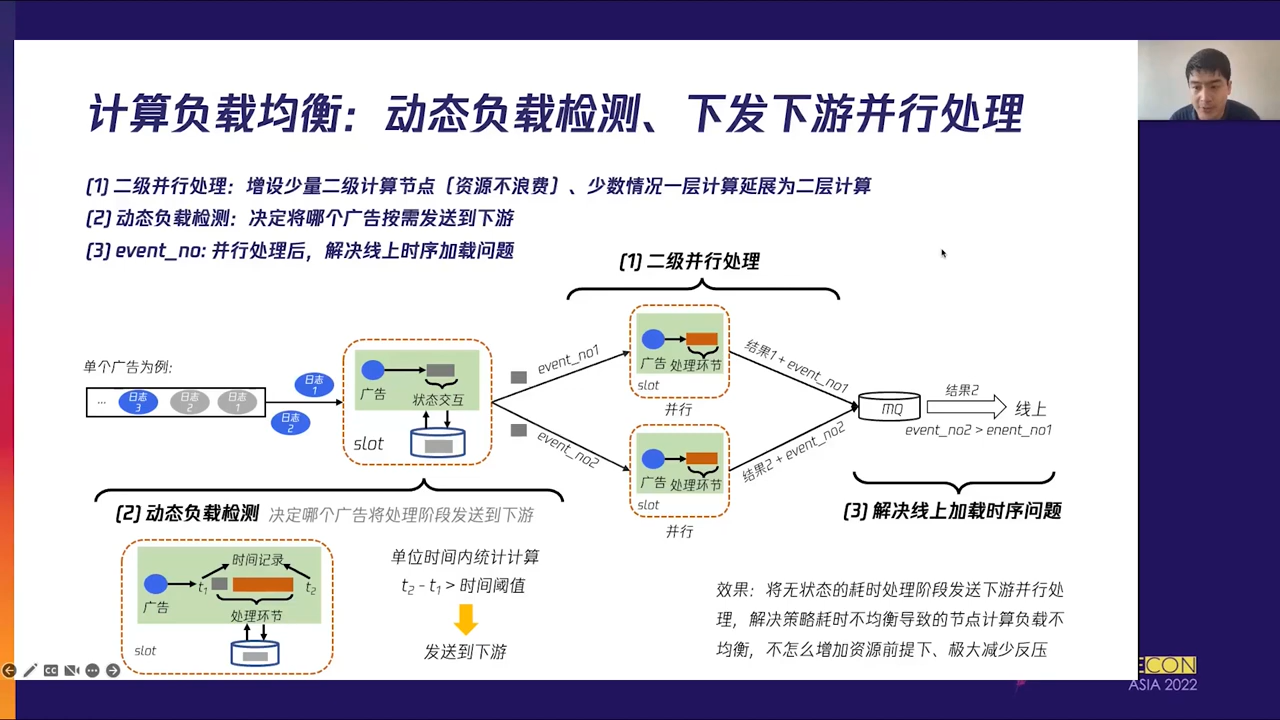 计算负载均衡：动态负载检测、下发下游并行处理
(1) 二级并行处理：增设少量二级计算节点（资源不浪费）、少数情况一层计算延展为二层计算
(2) 动态负载检测：决定将哪个广告按需发送到下游
(3) event_no: 并行处理后，解决线上时序加载问题
(1) 二级并行处理
单个广告为例:
... 日志3 日志2 日志1
日志1
日志2
广告
状态交互
slot
event_no1
event_no2
广告 处理环节
slot
并行
广告 处理环节
slot
并行
结果1 + event_no1
结果2 + event_no2
MQ
结果2
线上
event_no2 > enent_no1
(2) 动态负载检测 决定哪个广告将处理阶段发送到下游
(3) 解决线上加载时序问题
时间记录
广告
t1
t2
处理环节
slot
单位时间内统计计算
t2 - t1 > 时间阈值
发送到下游
效果：将无状态的耗时处理阶段发送下游并行处
理，解决策略耗时不均衡导致的节点计算负载不
均衡，不怎么增加资源前提下、极大减少反压
ECON
ASIA 2022